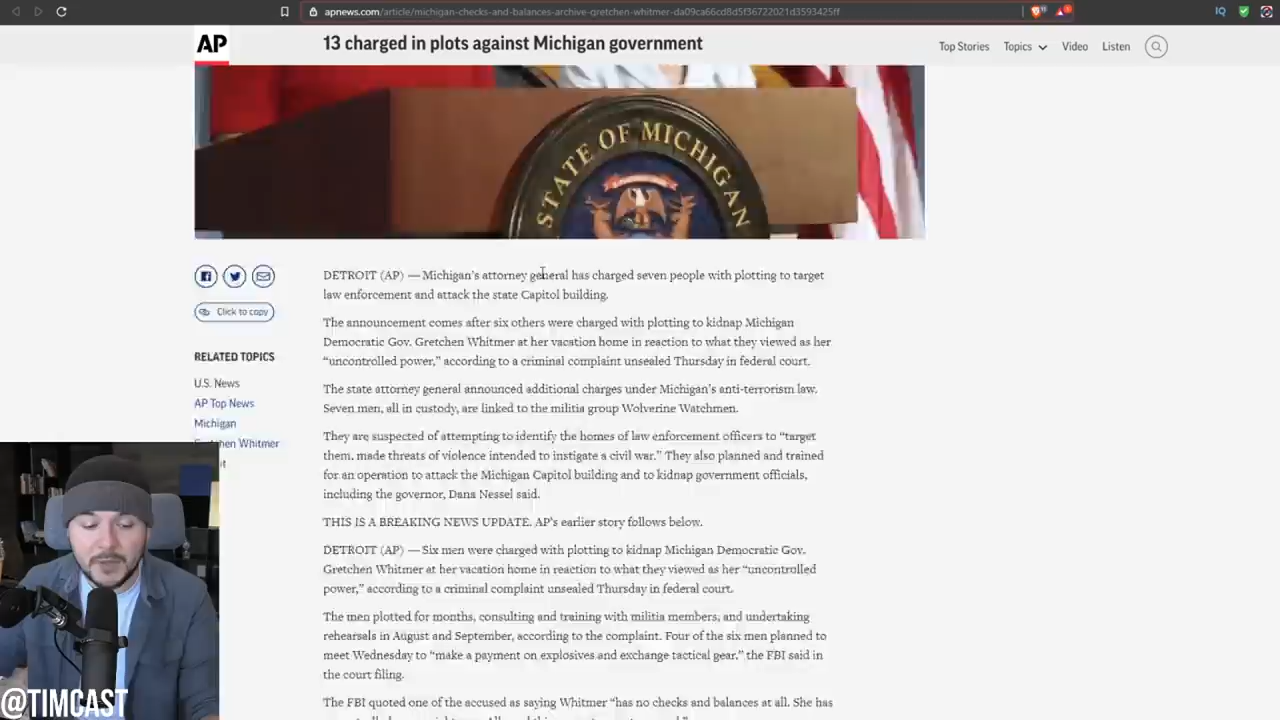 apnews.com/article/michigan-checks-and-balances-archive-gretchen-whitmer-da09ca66cd8d5f36722021d3593425ff
IQ
AP
13 charged in plots against Michigan government
Top Stories Topics Video Listen
STATE OF MICHIGAN
DETROIT (AP) — Michigan's attorney general has charged seven people with plotting to target
law enforcement and attack the state Capitol building.
Click to copy
The announcement comes after six others were charged with plotting to kidnap Michigan
Democratic Gov. Gretchen Whitmer at her vacation home in reaction to what they viewed as her
“uncontrolled power,” according to a criminal complaint unsealed Thursday in federal court.
RELATED TOPICS
U.S. News
AP Top News
Michigan
Gretchen Whitmer
The state attorney general announced additional charges under Michigan's anti-terrorism law.
Seven men, all in custody, are linked to the militia group Wolverine Watchmen.
They are suspected of attempting to identify the homes of law enforcement officers to “target
them, made threats of violence intended to instigate a civil war.” They also planned and trained
for an operation to attack the Michigan Capitol building and to kidnap government officials,
including the governor, Dana Nessel said.
THIS IS A BREAKING NEWS UPDATE. AP's earlier story follows below.
DETROIT (AP) — Six men were charged with plotting to kidnap Michigan Democratic Gov.
Gretchen Whitmer at her vacation home in reaction to what they viewed as her “uncontrolled
power,” according to a criminal complaint unsealed Thursday in federal court.
The men plotted for months, consulting and training with militia members, and undertaking
rehearsals in August and September, according to the complaint. Four of the six men planned to
meet Wednesday to “make a payment on explosives and exchange tactical gear,” the FBI said in
the court filing.
The FBI quoted one of the accused as saying Whitmer “has no checks and balances at all. She has
@TIMCAST